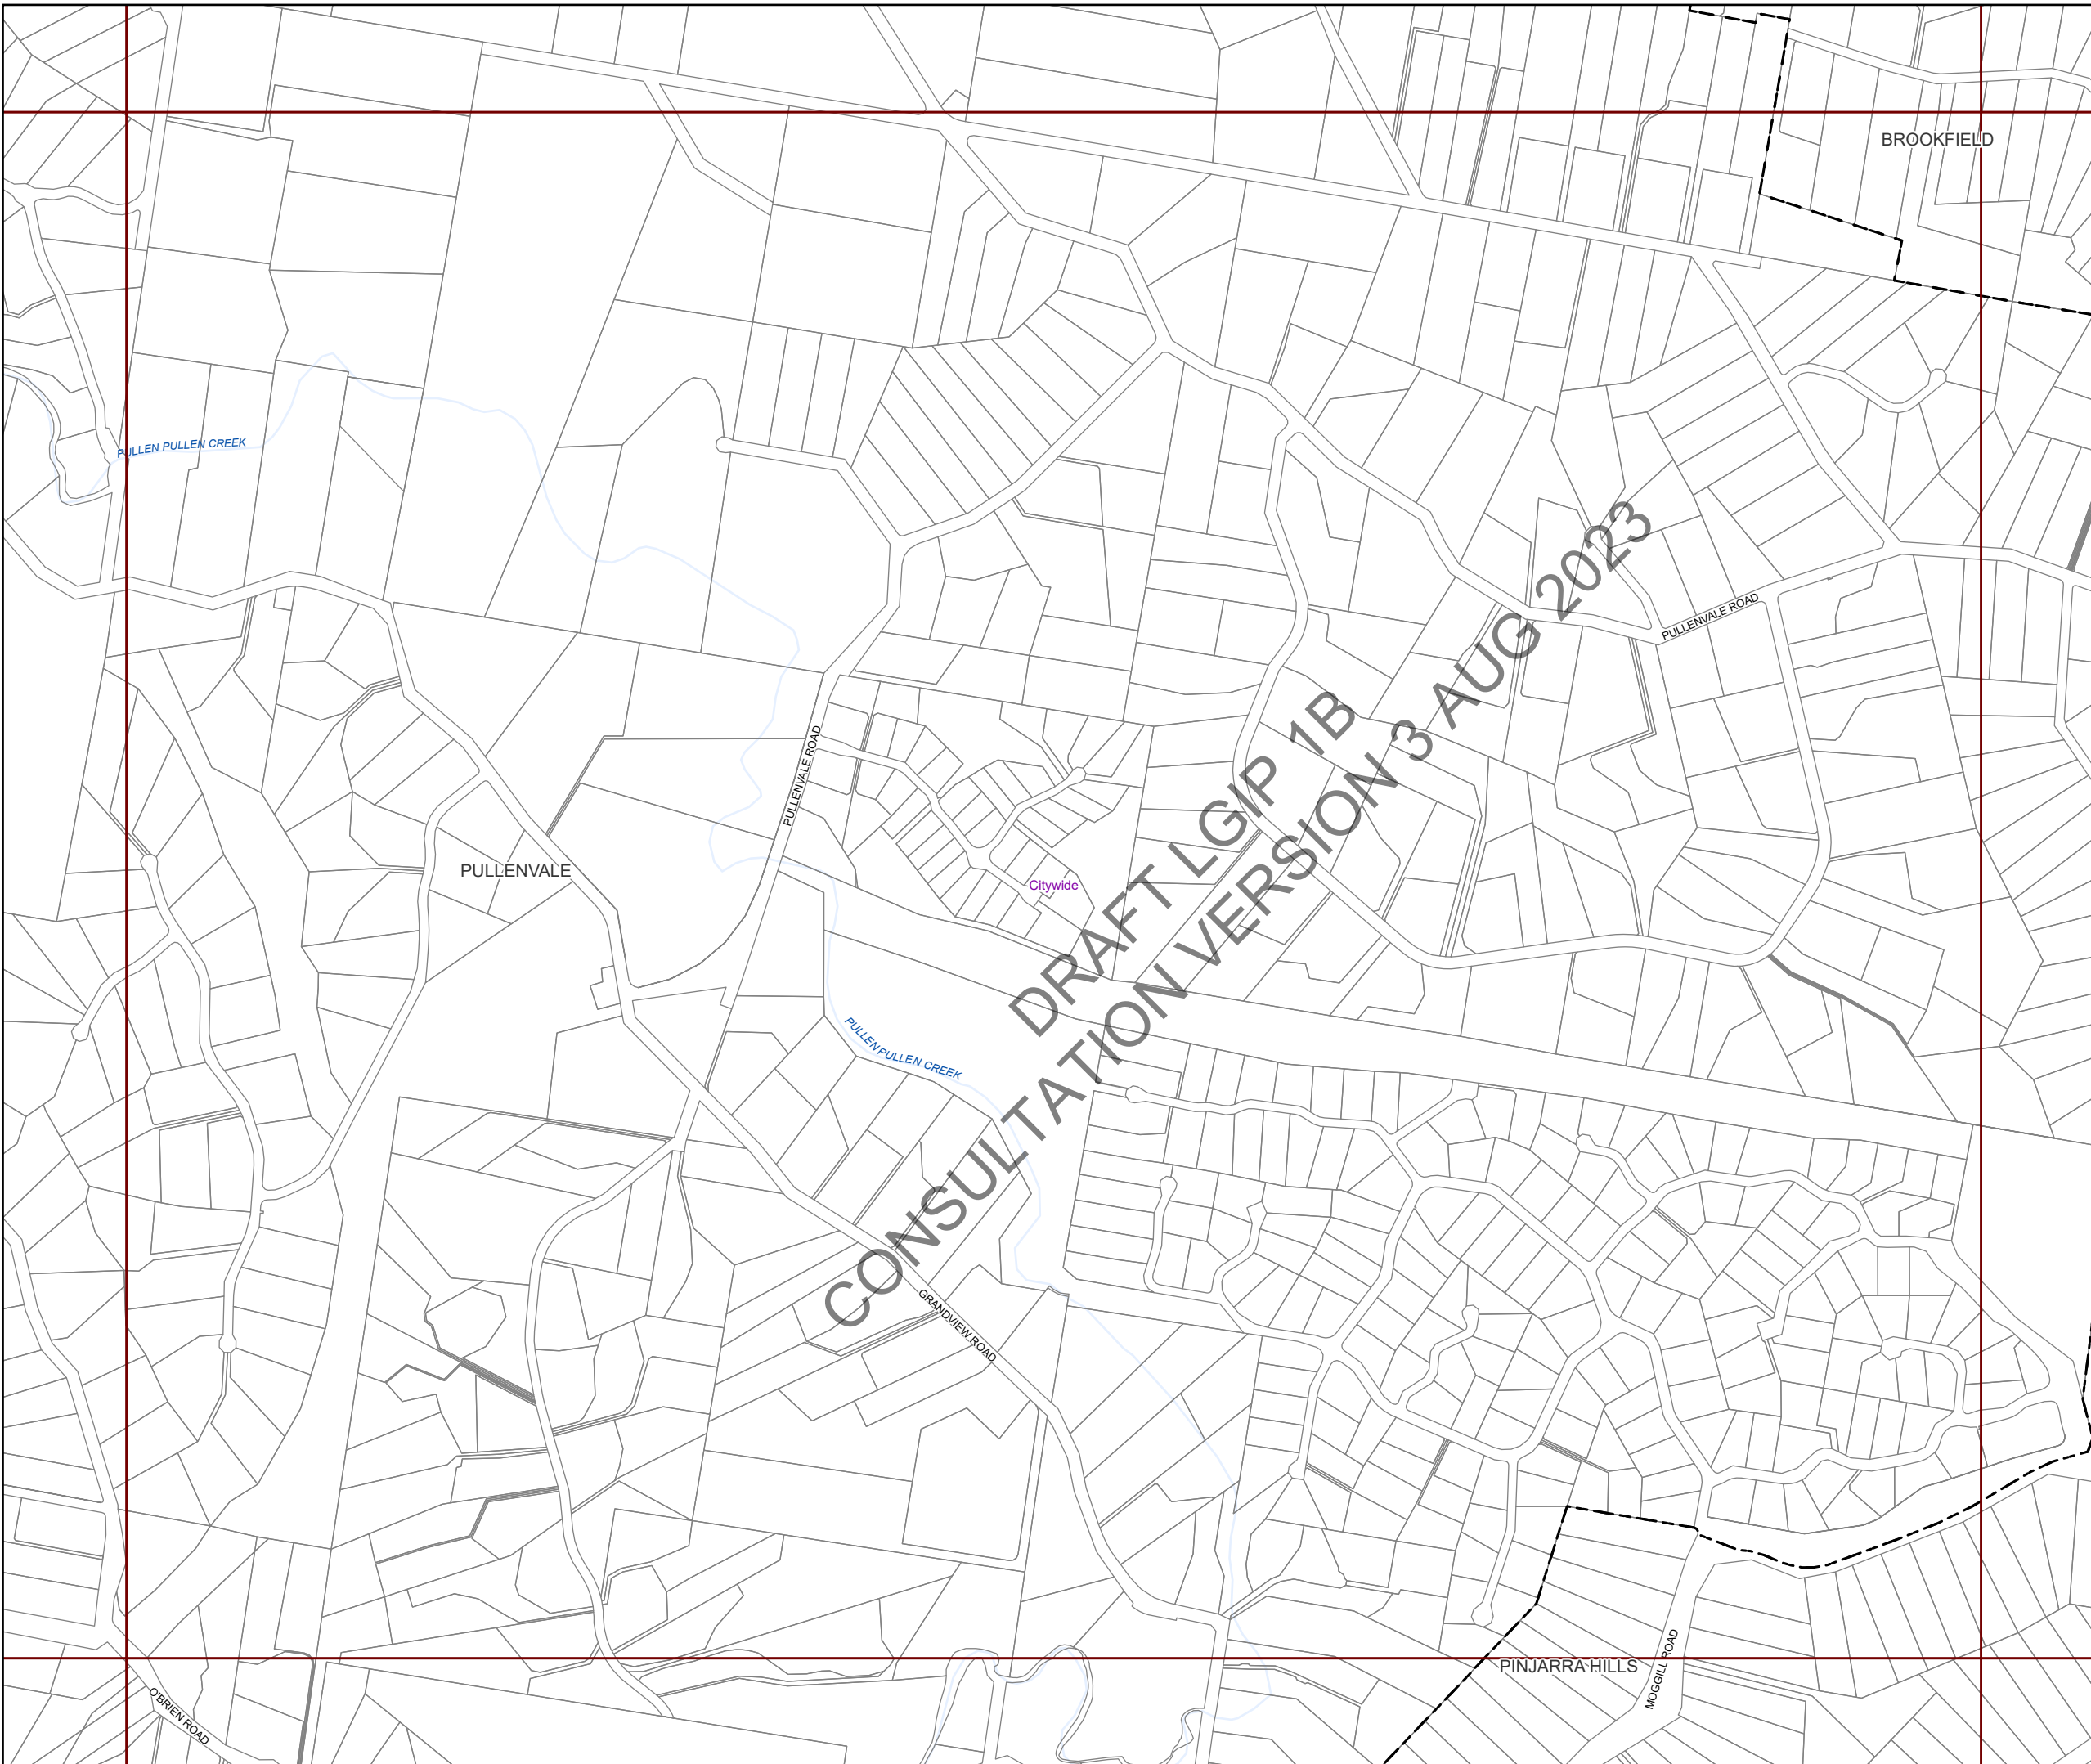 BROOKFIELD
PULLEN PULLEN CREEK
PULLENVALE ROAD
PULLENVALE ROAD
PULLENVALE
Citywide
DRAFT LGIP 1B
CONSULTATION VERSION 3 AUG 2023
PULLEN PULLEN CREEK
GRANDVIEW ROAD
PINJARRA HILLS
MOGGILL ROAD
O'BRIEN ROAD